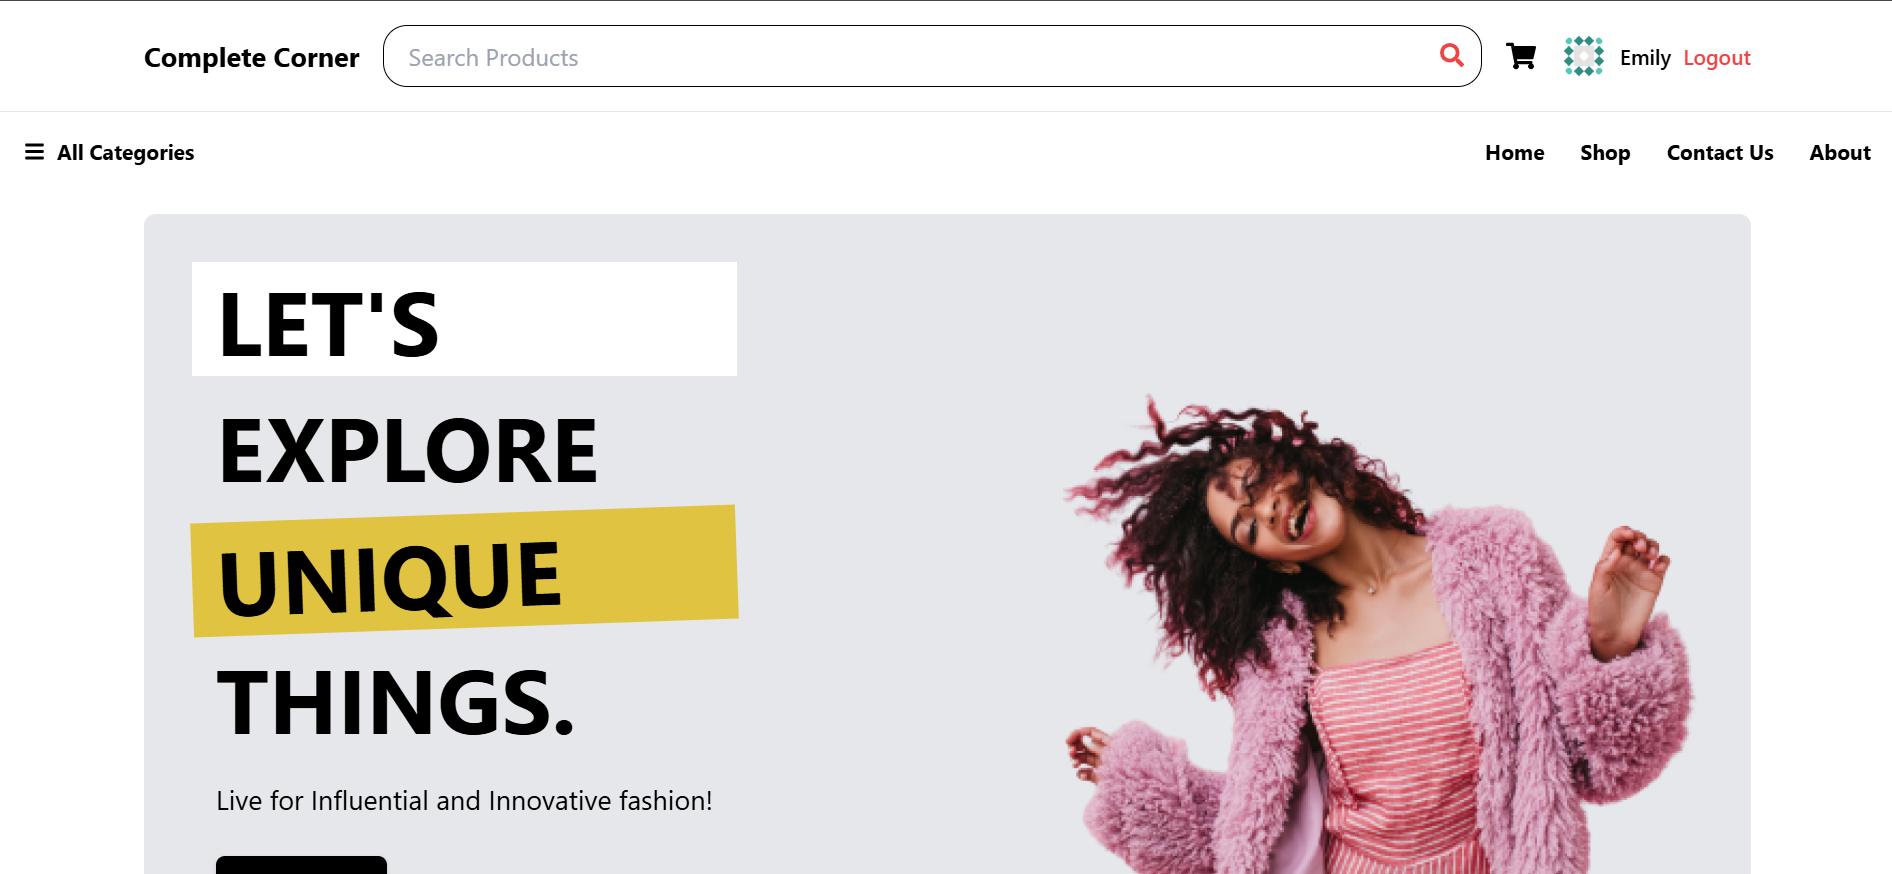 Complete Corner
Search Products
Emily Logout
All Categories
Home Shop Contact Us About
LET'S
EXPLORE
UNIQUE
THINGS.
Live for Influential and Innovative fashion!